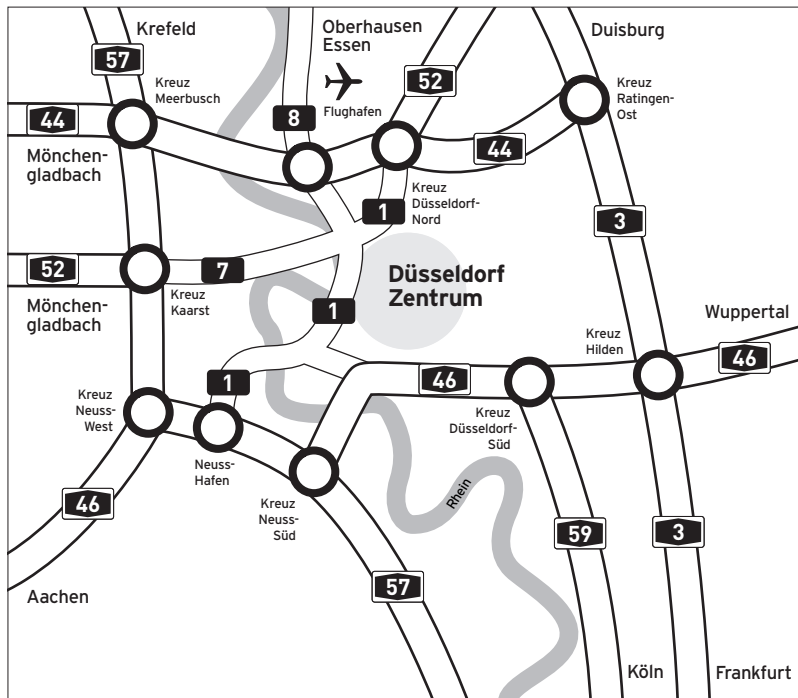 Krefeld
Oberhausen
Essen
Duisburg
57
Kreuz
Meerbusch
52
Kreuz
Ratingen-
Ost
Flughafen
44
8
44
Mönchen-
gladbach
Kreuz
Düsseldorf-
Nord
1
3
52
7
Düsseldorf
Zentrum
Mönchen-
gladbach
Kreuz
Kaarst
1
Wuppertal
Kreuz
Hilden
46
1
46
Kreuz
Neuss-
West
Kreuz
Düsseldorf-
Süd
Neuss-
Hafen
Kreuz
Neuss-
Süd
Rhein
46
59
3
57
Aachen
Köln
Frankfurt